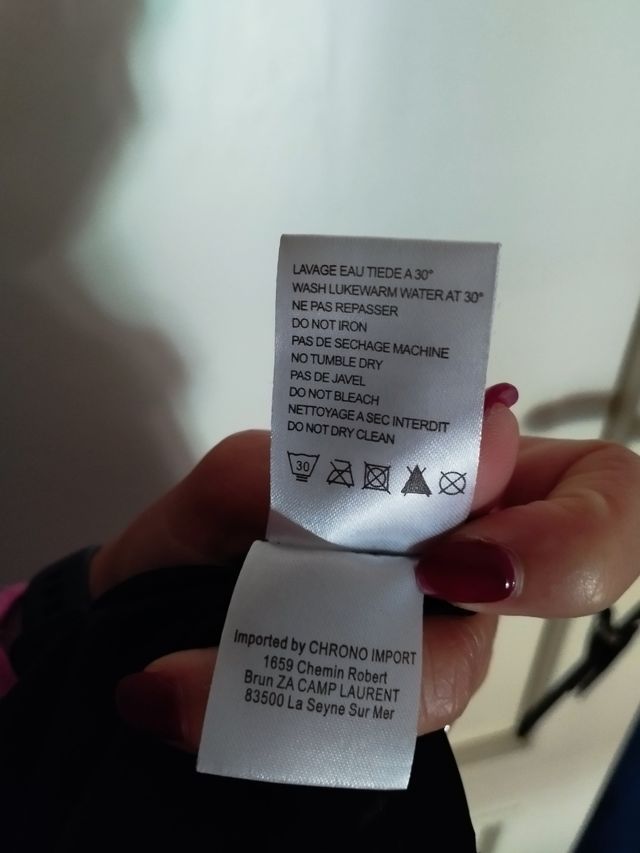 LAVAGE EAU TIEDE A 30°
WASH LUKEWARM WATER AT 30°
NE PAS REPASSER
DO NOT IRON
PAS DE SECHAGE MACHINE
NO TUMBLE DRY
PAS DE JAVEL
DO NOT BLEACH
NETTOYAGE A SEC INTERDIT
DO NOT DRY CLEAN
30
Imported by CHRONO IMPORT
1659 Chemin Robert
Brun ZA CAMP LAURENT
83500 La Seyne Sur Mer